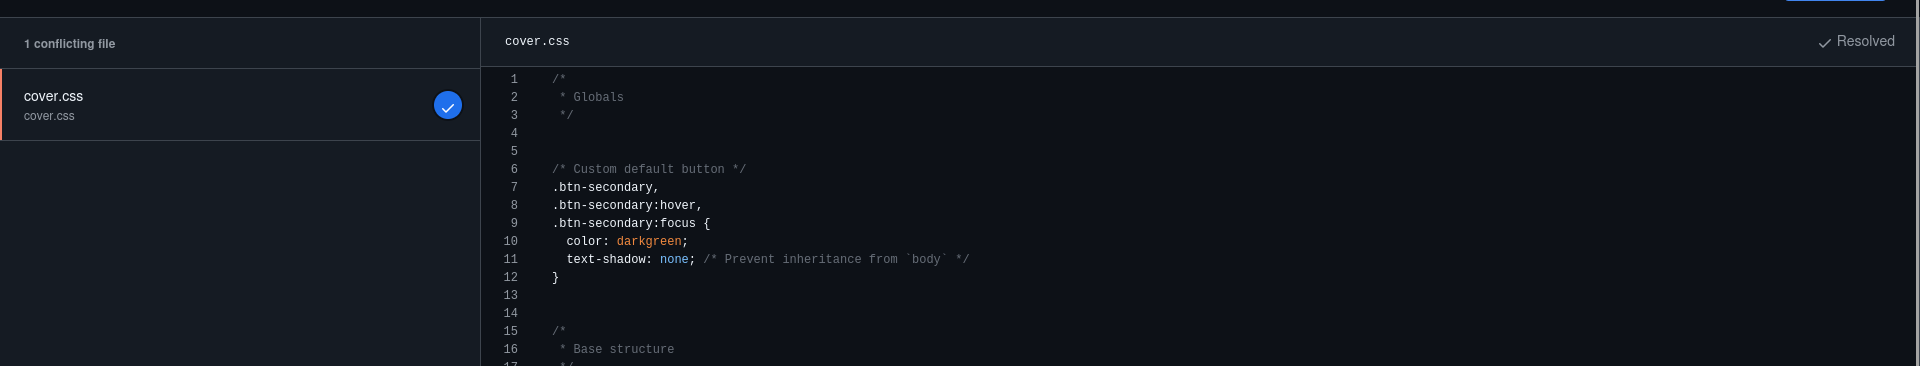 1 conflicting file
cover.css
cover.css
cover.css
Resolved
1 /*
2  * Globals
3  */
4
5
6 /* Custom default button */
7 .btn-secondary,
8 .btn-secondary:hover,
9 .btn-secondary:focus {
10   color: darkgreen;
11   text-shadow: none; /* Prevent inheritance from `body` */
12 }
13
14
15 /*
16  * Base structure
17  */